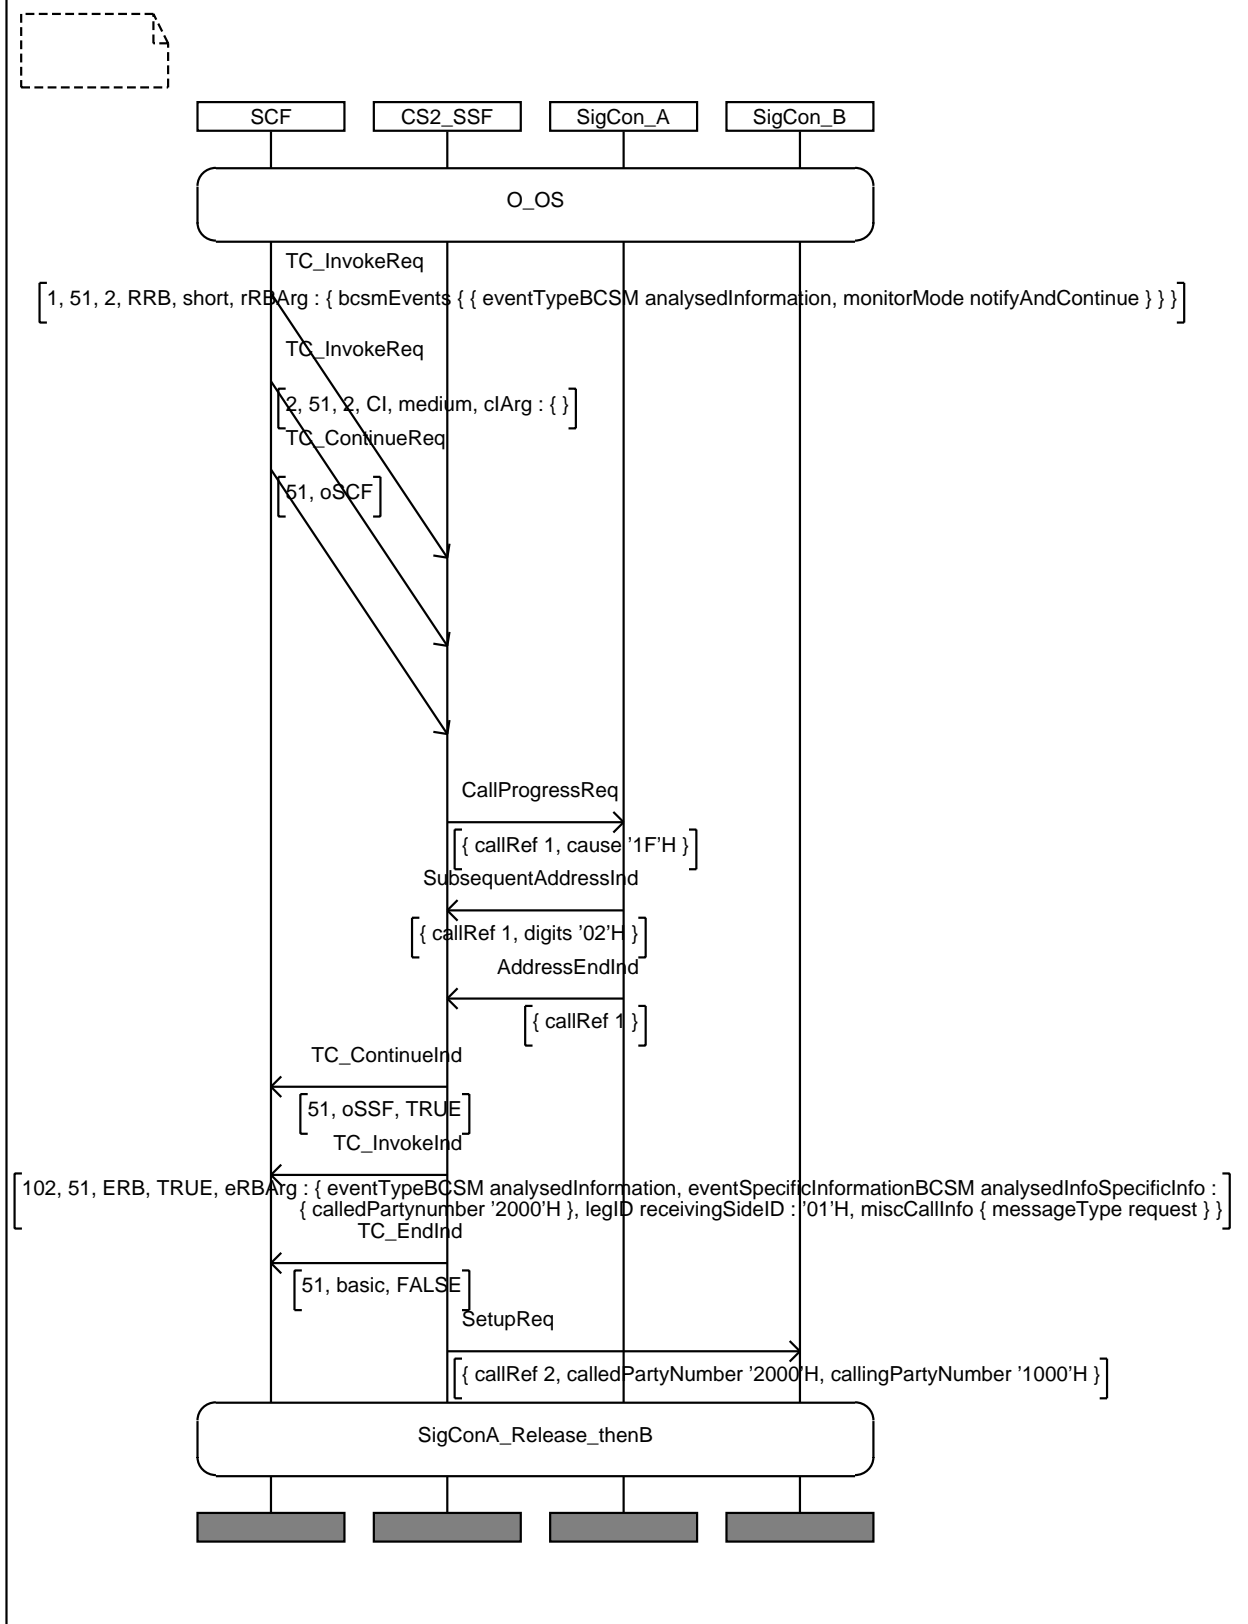 SCF CS2_SSF SigCon_A SigCon_B
O_OS
TC_InvokeReq
1, 51, 2, RRB, short, rRBArg : { bcsmEvents { { eventTypeBCSM analysedInformation, monitorMode notifyAndContinue } } }
TC_InvokeReq
2, 51, 2, CI, medium, cIArg : { }
TC_ContinueReq
51, oSCF
CallProgressReq
{ callRef 1, cause '1F'H }
SubsequentAddressInd
{ callRef 1, digits '02'H }
AddressEndInd
{ callRef 1 }
TC_ContinueInd
51, oSSF, TRUE
TC_InvokeInd
102, 51, ERB, TRUE, eRBArg : { eventTypeBCSM analysedInformation, eventSpecificInformationBCSM analysedInfoSpecificInfo :
{ calledPartynumber '2000'H }, legID receivingSideID : '01'H, miscCallInfo { messageType request } }
TC_EndInd
51, basic, FALSE
SetupReq
{ callRef 2, calledPartyNumber '2000'H, callingPartyNumber '1000'H }
SigConA_Release_thenB